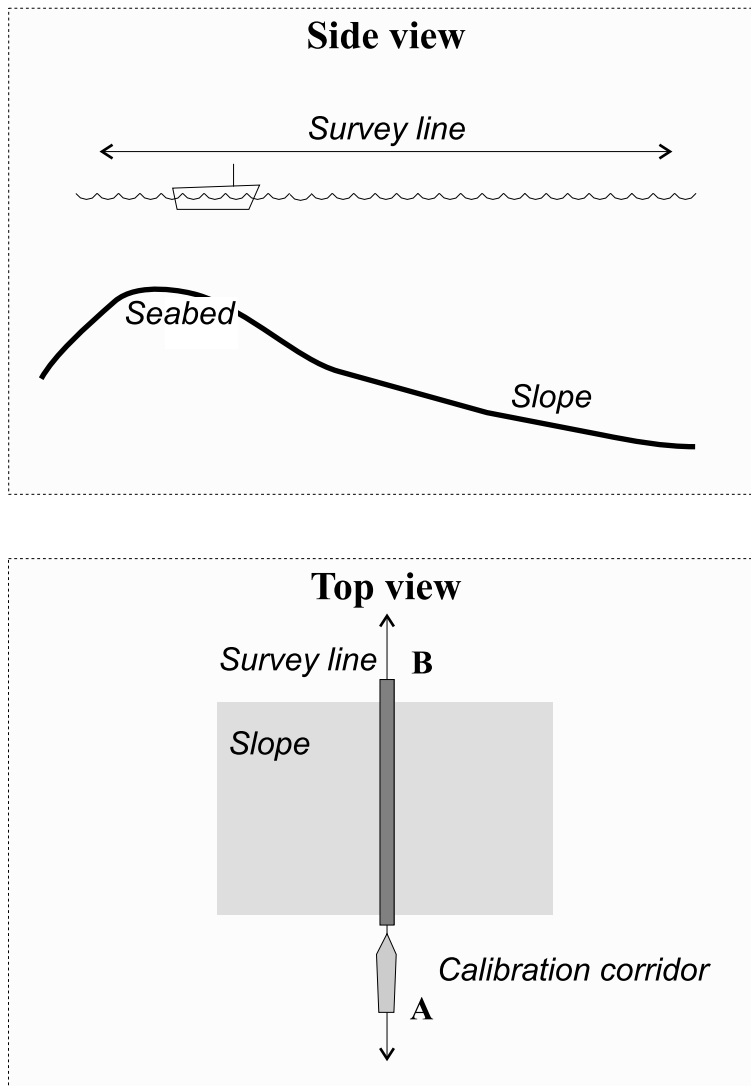 Side view
Survey line
Seabed
Slope
Top view
Survey line
B
Slope
Calibration corridor
A